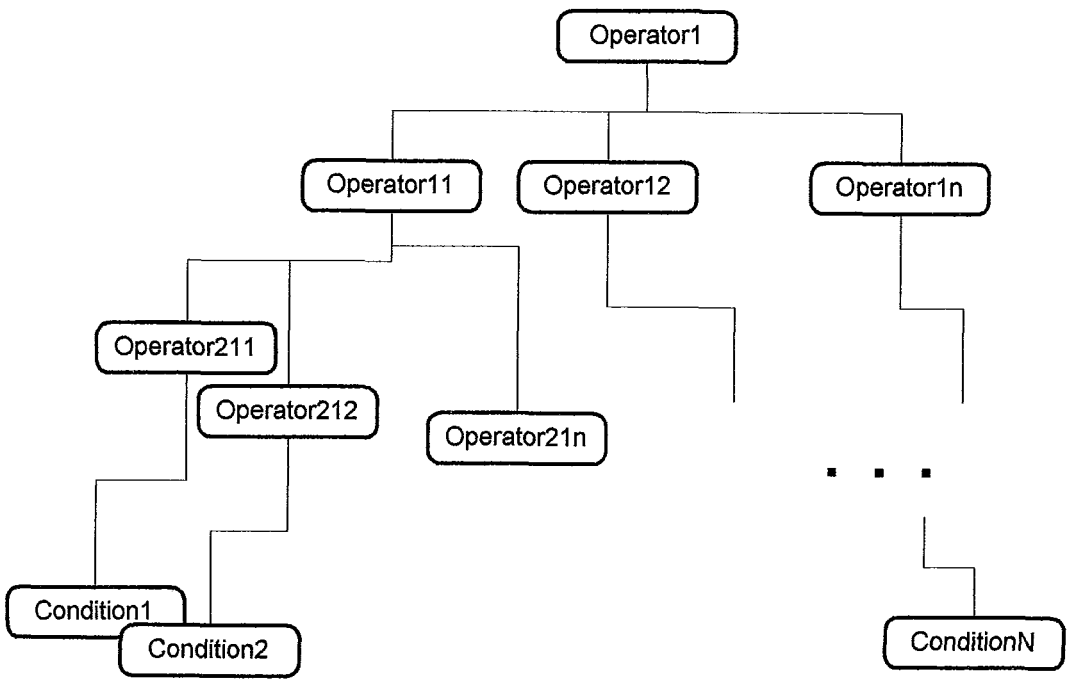 Operator1
Operator11
Operator12
Operator1n
Operator211
Operator212
Operator21n
. . .
Condition1
Condition2
ConditionN